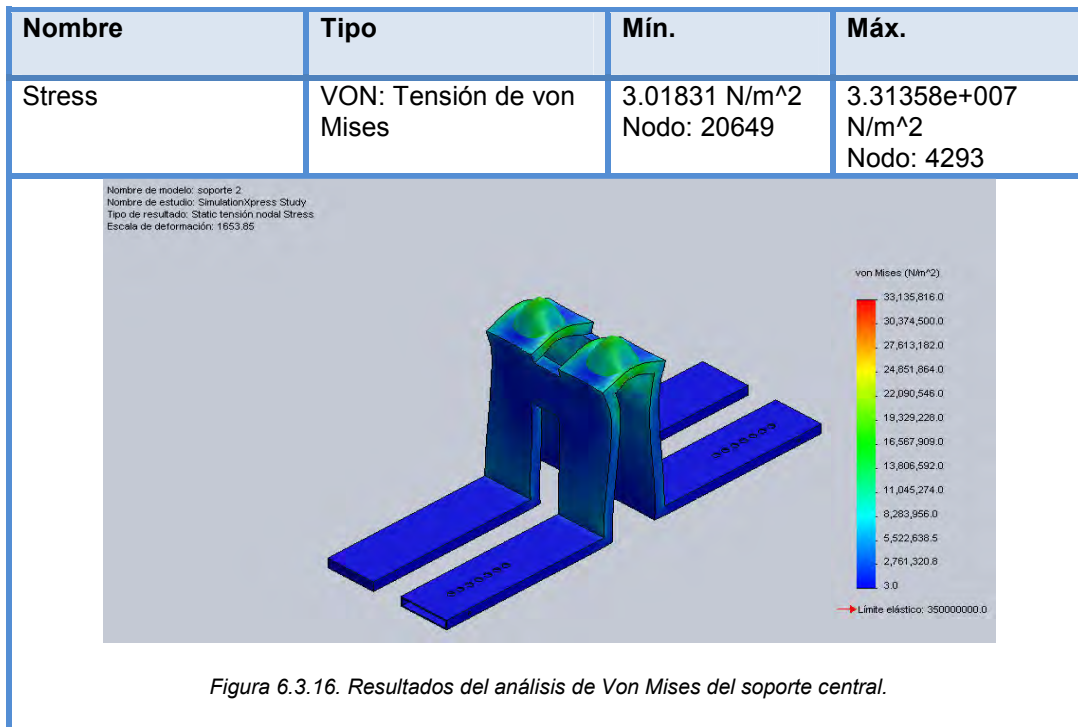 Nombre
Tipo
Mín.
Máx.
Stress
VON: Tensión de von
Mises
3.01831 N/m^2
Nodo: 20649
3.31358e+007
N/m^2
Nodo: 4293
Nombre de modelo: soporte 2
Nombre de estudio: SimulationXpress Study
Tipo de resultado: Static tensión nodal Stress
Escala de deformación: 1653.85
von Mises (N/m^2)
33,135,816.0
30,374,500.0
27,613,182.0
24,851,864.0
22,090,546.0
19,329,228.0
16,567,909.0
13,806,592.0
11,045,274.0
8,283,956.0
5,522,638.5
2,761,320.8
3.0
Límite elástico: 350000000.0
Figura 6.3.16. Resultados del análisis de Von Mises del soporte central.